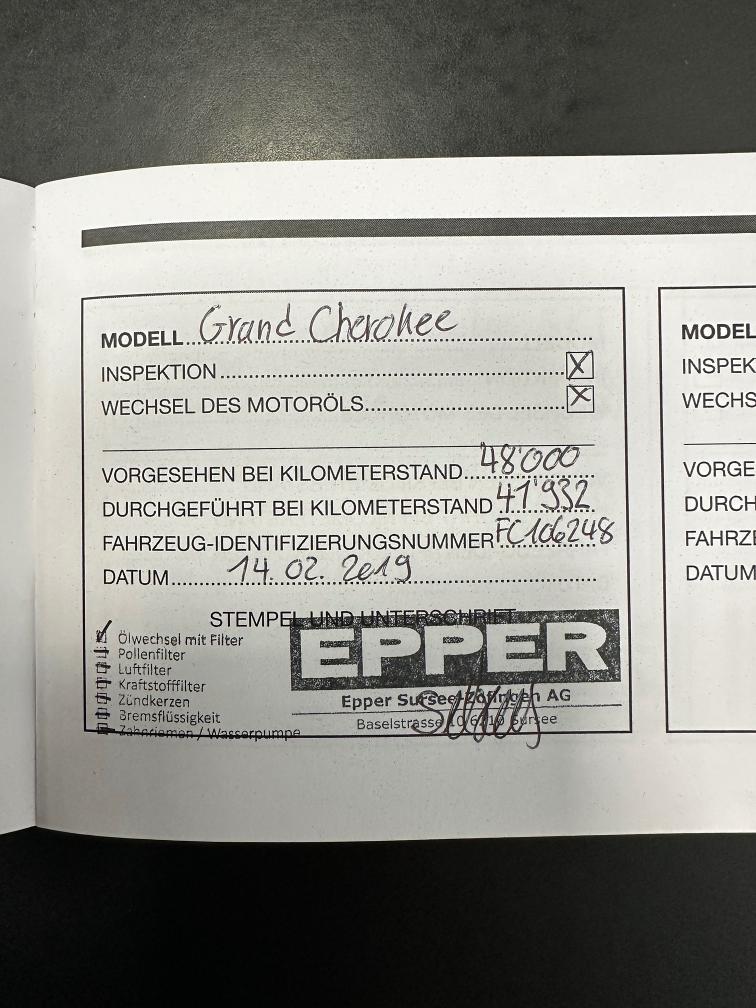 MODELL Grand Cherokee
INSPEKTION X
WECHSEL DES MOTORÖLS X
VORGESEHEN BEI KILOMETERSTAND 48'000
DURCHGEFÜHRT BEI KILOMETERSTAND 41'932
FAHRZEUG-IDENTIFIZIERUNGSNUMMER FC106248
DATUM 14.02.2019
STEMPEL UND UNTERSCHRIFT
Ölwechsel mit Filter
Pollenfilter
Luftfilter
Kraftstofffilter
Zündkerzen
Bremsflüssigkeit
Zahnriemen / Wasserpumpe
EPPER
Epper Sursee-Zofingen AG
Baselstrasse 10 6210 Sursee
MODEL
INSPEK
WECHS
VORGE
DURCH
FAHRZE
DATUM